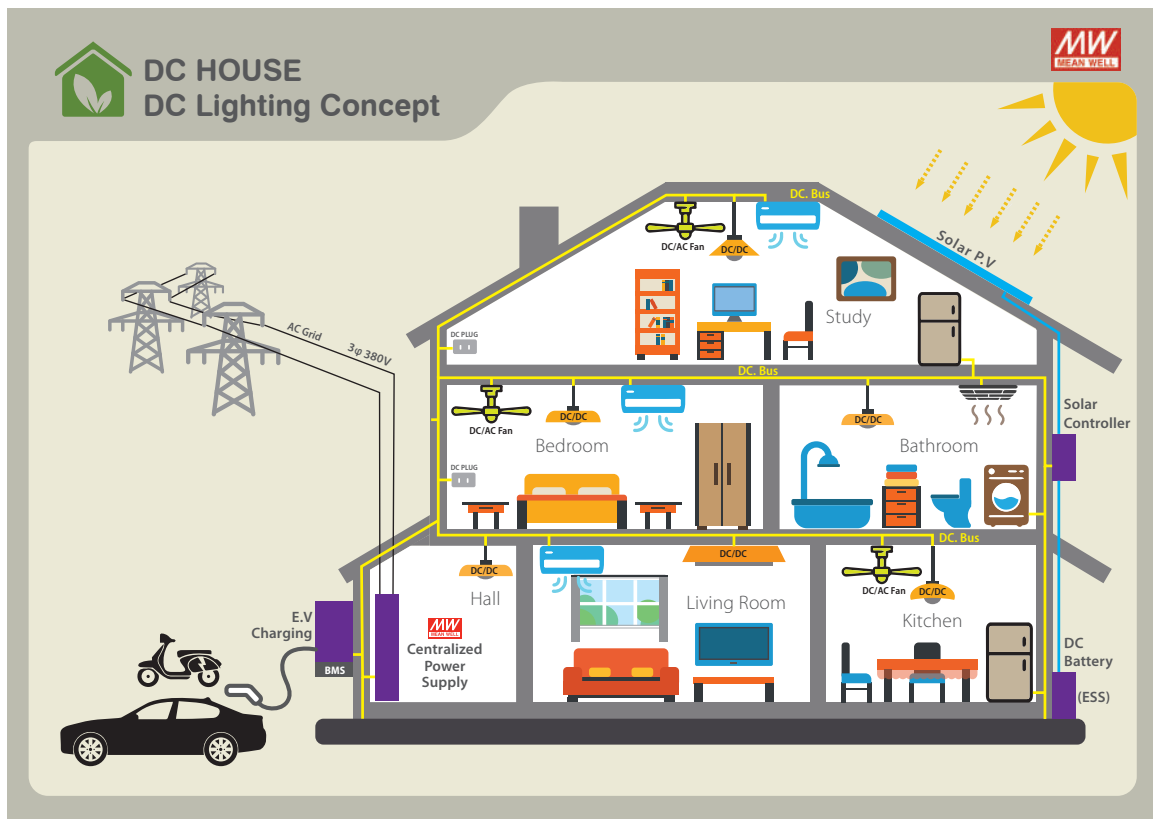 DC HOUSE
DC Lighting Concept
MW
MEAN WELL
DC. Bus
Solar P.V
DC/AC Fan
DC/DC
Study
DC PLUG
AC Grid
3φ 380V
DC. Bus
DC/AC Fan
DC/DC
Bedroom
DC PLUG
DC/DC
Bathroom
Solar
Controller
DC. Bus
DC/DC
Hall
DC/DC
Living Room
DC/AC Fan
DC/DC
Kitchen
E.V
Charging
BMS
MW
MEAN WELL
Centralized
Power
Supply
DC
Battery
(ESS)